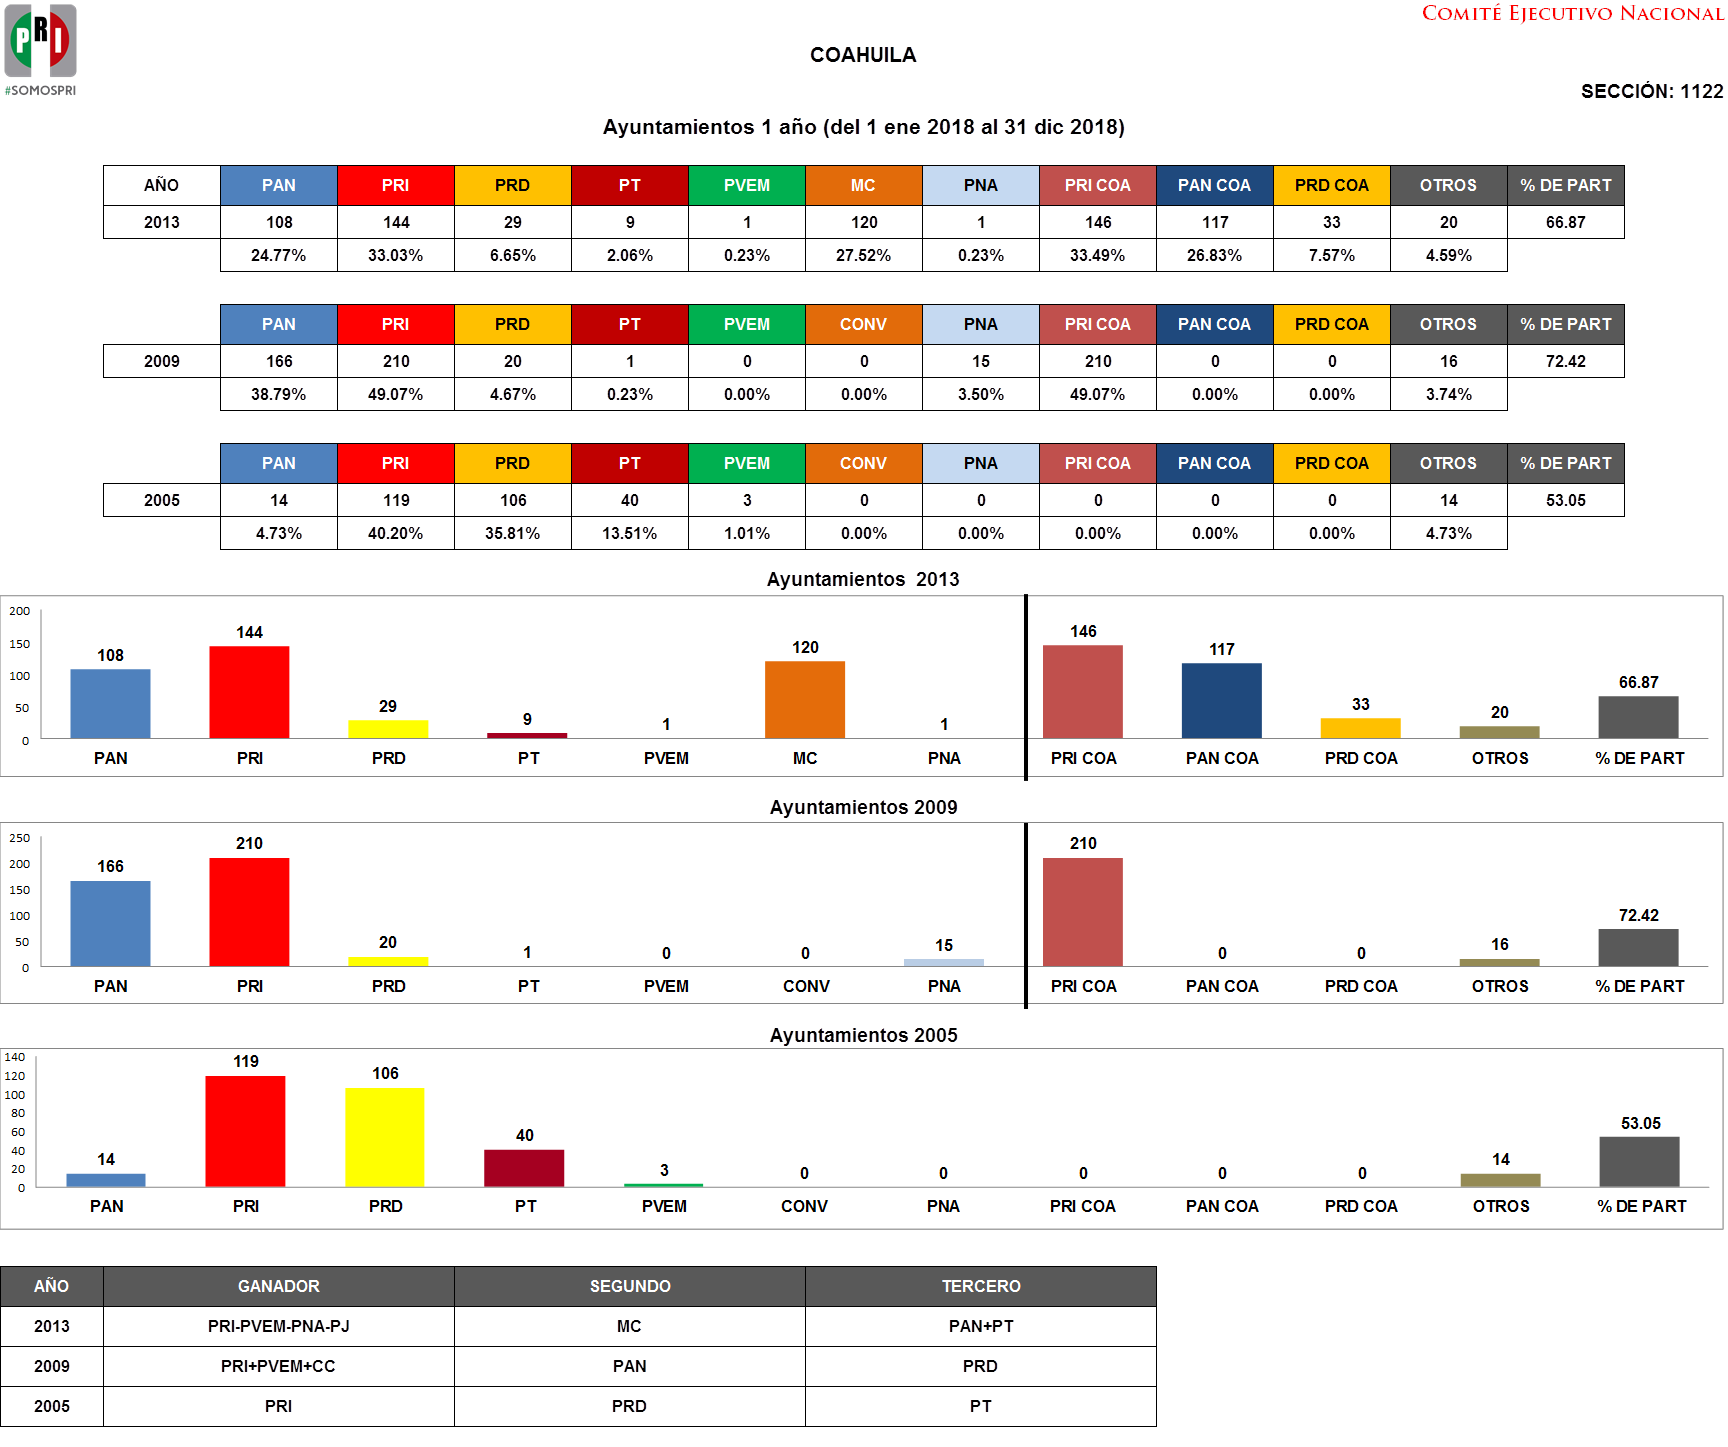 PRI
#SOMOSPRI
COMITÉ EJECUTIVO NACIONAL
COAHUILA
SECCIÓN: 1122
Ayuntamientos 1 año (del 1 ene 2018 al 31 dic 2018)
AÑO PAN PRI PRD PT PVEM MC PNA PRI COA PAN COA PRD COA OTROS % DE PART
2013 108 144 29 9 1 120 1 146 117 33 20 66.87
24.77% 33.03% 6.65% 2.06% 0.23% 27.52% 0.23% 33.49% 26.83% 7.57% 4.59%
PAN PRI PRD PT PVEM CONV PNA PRI COA PAN COA PRD COA OTROS % DE PART
2009 166 210 20 1 0 0 15 210 0 0 16 72.42
38.79% 49.07% 4.67% 0.23% 0.00% 0.00% 3.50% 49.07% 0.00% 0.00% 3.74%
PAN PRI PRD PT PVEM CONV PNA PRI COA PAN COA PRD COA OTROS % DE PART
2005 14 119 106 40 3 0 0 0 0 0 14 53.05
4.73% 40.20% 35.81% 13.51% 1.01% 0.00% 0.00% 0.00% 0.00% 0.00% 4.73%
Ayuntamientos 2013
200
150
100
50
0
108 144 29 9 1 120 1 146 117 33 20 66.87
PAN PRI PRD PT PVEM MC PNA PRI COA PAN COA PRD COA OTROS % DE PART
Ayuntamientos 2009
250
200
150
100
50
0
166 210 20 1 0 0 15 210 0 0 16 72.42
PAN PRI PRD PT PVEM CONV PNA PRI COA PAN COA PRD COA OTROS % DE PART
Ayuntamientos 2005
140
120
100
80
60
40
20
0
14 119 106 40 3 0 0 0 0 0 14 53.05
PAN PRI PRD PT PVEM CONV PNA PRI COA PAN COA PRD COA OTROS % DE PART
AÑO GANADOR SEGUNDO TERCERO
2013 PRI-PVEM-PNA-PJ MC PAN+PT
2009 PRI+PVEM+CC PAN PRD
2005 PRI PRD PT